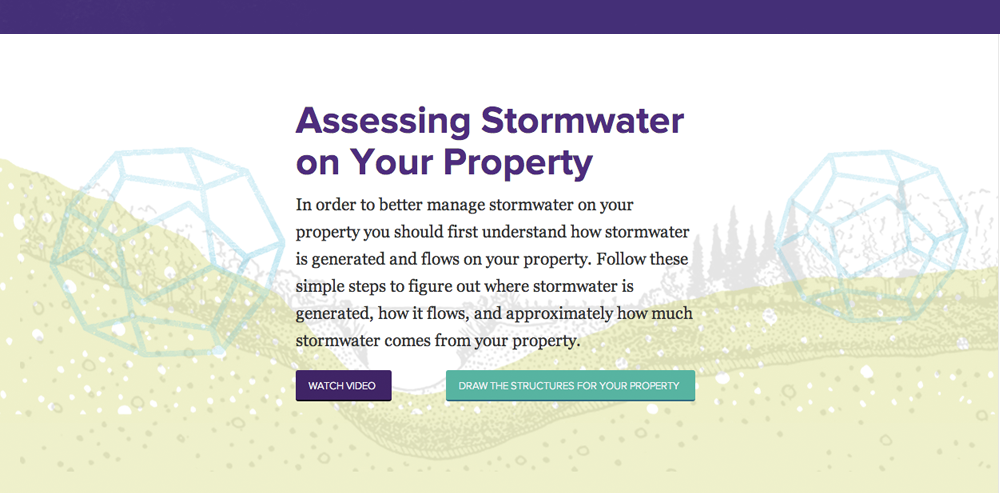 Assessing Stormwater
on Your Property
In order to better manage stormwater on your
property you should first understand how stormwater
is generated and flows on your property. Follow these
simple steps to figure out where stormwater is
generated, how it flows, and approximately how much
stormwater comes from your property.
WATCH VIDEO
DRAW THE STRUCTURES FOR YOUR PROPERTY